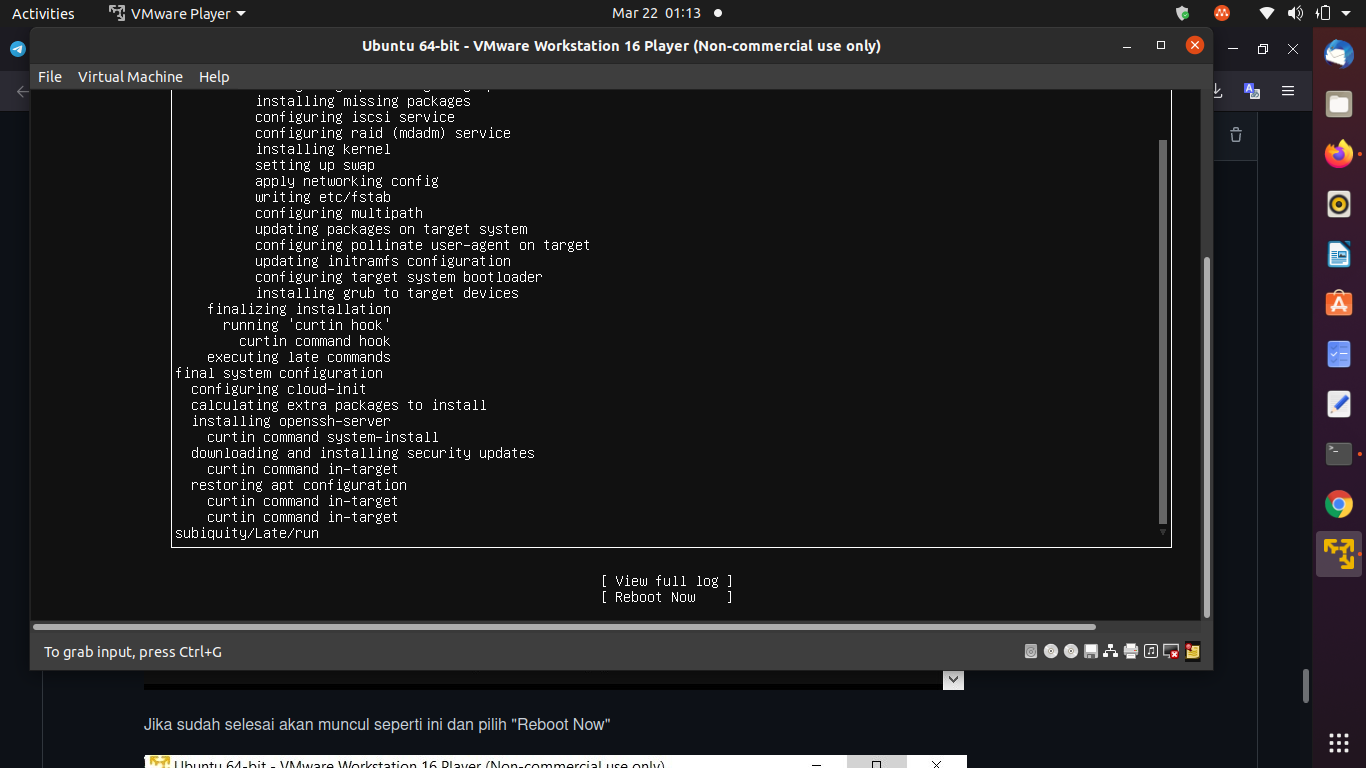 Activities
VMware Player
Mar 22 01:13
Ubuntu 64-bit - VMware Workstation 16 Player (Non-commercial use only)
File Virtual Machine Help
installing missing packages
configuring iscsi service
configuring raid (mdadm) service
installing kernel
setting up swap
apply networking config
writing etc/fstab
configuring multipath
updating packages on target system
configuring pollinate user-agent on target
updating initramfs configuration
configuring target system bootloader
installing grub to target devices
finalizing installation
running 'curtin hook'
curtin command hook
executing late commands
final system configuration
configuring cloud-init
calculating extra packages to install
installing openssh-server
curtin command system-install
downloading and installing security updates
curtin command in-target
restoring apt configuration
curtin command in-target
curtin command in-target
subiquity/Late/run
[ View full log ]
[ Reboot Now ]
To grab input, press Ctrl+G
Jika sudah selesai akan muncul seperti ini dan pilih "Reboot Now"
Ubuntu 64-bit - VMware Workstation 16 Player (Non-commercial use only)